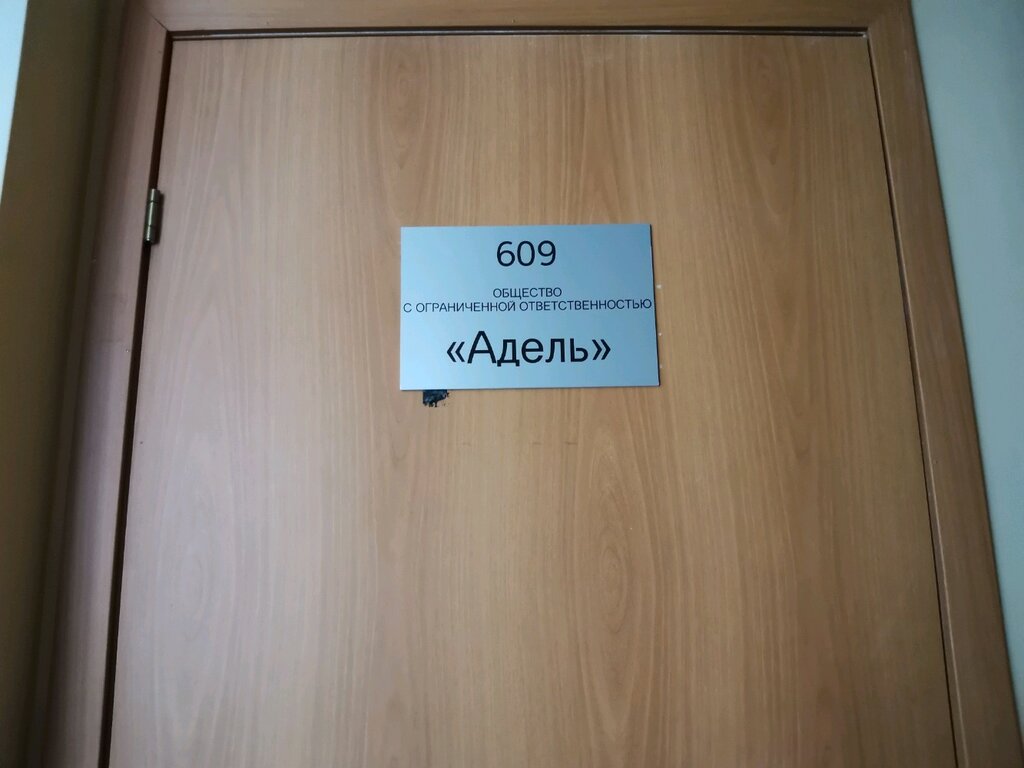 609
ОБЩЕСТВО
С ОГРАНИЧЕННОЙ ОТВЕТСТВЕННОСТЬЮ
«Адель»